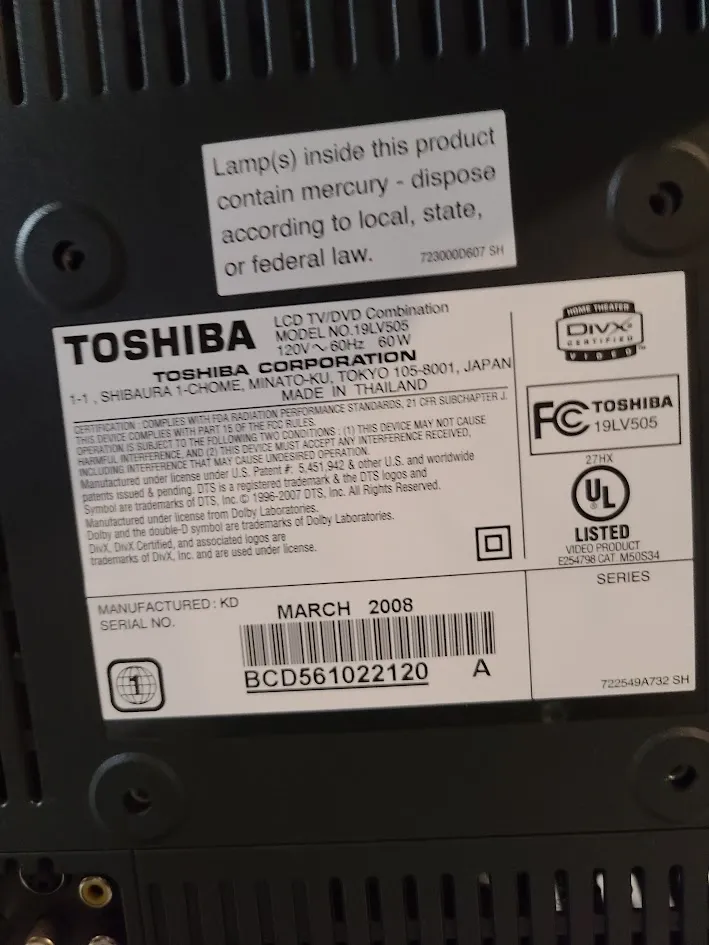 Lamp(s) inside this product
contain mercury - dispose
according to local, state,
or federal law.
723000D607 SH
TOSHIBA
LCD TV/DVD Combination
MODEL NO.19LV505
120V ~ 60Hz 60W
TOSHIBA CORPORATION
1-1 , SHIBAURA 1-CHOME, MINATO-KU, TOKYO 105-8001, JAPAN
MADE IN THAILAND
CERTIFICATION : COMPLIES WITH FDA RADIATION PERFORMANCE STANDARDS, 21 CFR SUBCHAPTER J.
THIS DEVICE COMPLIES WITH PART 15 OF THE FCC RULES.
OPERATION IS SUBJECT TO THE FOLLOWING TWO CONDITIONS : (1) THIS DEVICE MAY NOT CAUSE
HARMFUL INTERFERENCE, AND (2) THIS DEVICE MUST ACCEPT ANY INTERFERENCE RECEIVED,
INCLUDING INTERFERENCE THAT MAY CAUSE UNDESIRED OPERATION.
Manufactured under license under U.S. Patent #: 5,451,942 & other U.S. and worldwide
patents issued & pending. DTS is a registered trademark & the DTS logos and
Symbol are trademarks of DTS, Inc. © 1996-2007 DTS, Inc. All Rights Reserved.
Manufactured under license from Dolby Laboratories.
Dolby and the double-D symbol are trademarks of Dolby Laboratories.
DivX, DivX Certified, and associated logos are
trademarks of DivX, Inc. and are used under license.
HOME THEATER
DIVX
CERTIFIED
VIDEO™
FC TOSHIBA
19LV505
27HX
UL
LISTED
VIDEO PRODUCT
E254798 CAT. M50S34
SERIES
MANUFACTURED : KD
MARCH 2008
SERIAL NO.
1
BCD561022120 A
722549A732 SH